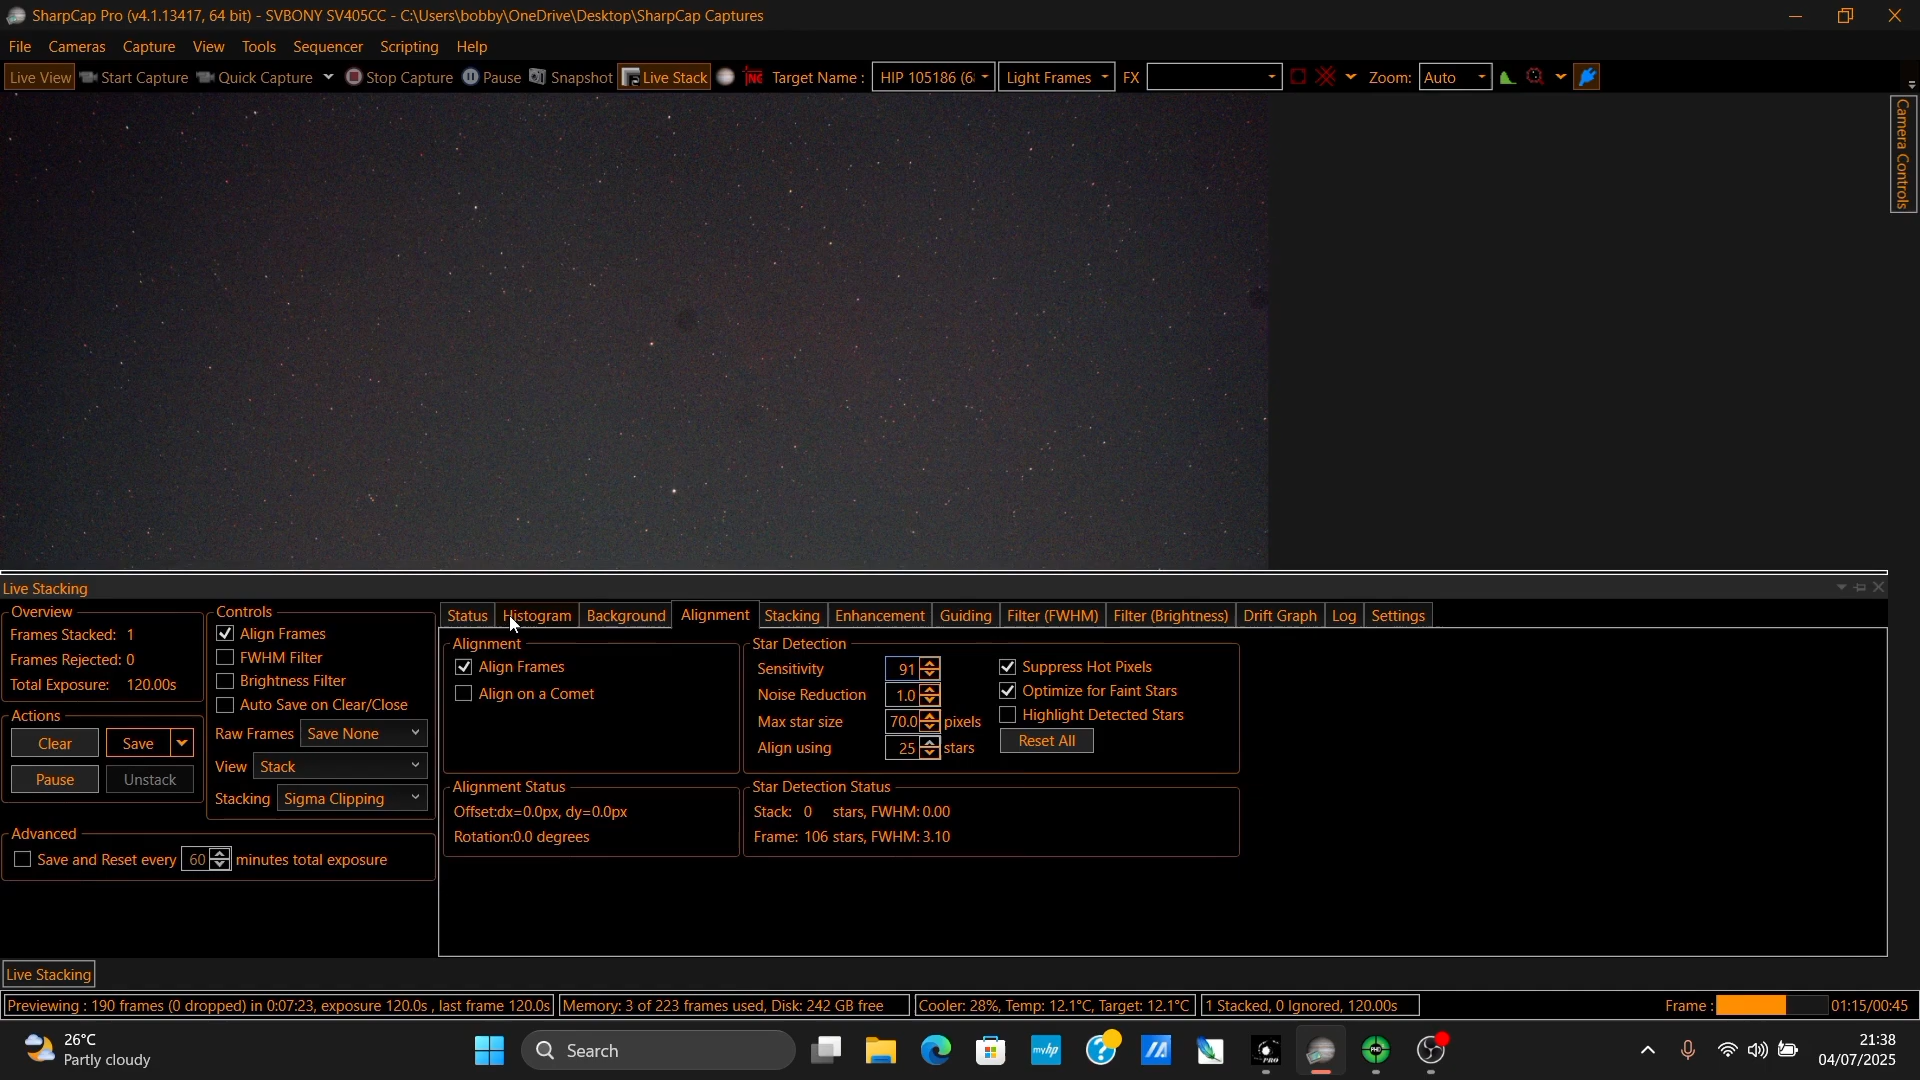 SharpCap Pro (v4.1.13417, 64 bit) - SVBONY SV405CC - C:\Users\bobby\OneDrive\Desktop\SharpCap Captures
File Cameras Capture View Tools Sequencer Scripting Help
Live View Start Capture Quick Capture Stop Capture Pause Snapshot Live Stack Target Name : HIP 105186 (6 Light Frames FX Zoom: Auto
Camera Controls
Live Stacking
Overview
Frames Stacked: 1
Frames Rejected: 0
Total Exposure: 120.00s
Actions
Clear Save
Pause Unstack
Controls
Align Frames
FWHM Filter
Brightness Filter
Auto Save on Clear/Close
Raw Frames Save None
View Stack
Stacking Sigma Clipping
Advanced
Save and Reset every 60 minutes total exposure
Status Histogram Background Alignment Stacking Enhancement Guiding Filter (FWHM) Filter (Brightness) Drift Graph Log Settings
Alignment
Align Frames
Align on a Comet
Star Detection
Sensitivity 91
Noise Reduction 1.0
Max star size 70.0 pixels
Align using 25 stars
Suppress Hot Pixels
Optimize for Faint Stars
Highlight Detected Stars
Reset All
Alignment Status
Offset:dx=0.0px, dy=0.0px
Rotation:0.0 degrees
Star Detection Status
Stack: 0 stars, FWHM: 0.00
Frame: 106 stars, FWHM: 3.10
Live Stacking
Previewing : 190 frames (0 dropped) in 0:07:23, exposure 120.0s , last frame 120.0s Memory: 3 of 223 frames used, Disk: 242 GB free Cooler: 28%, Temp: 12.1°C, Target: 12.1°C 1 Stacked, 0 Ignored, 120.00s Frame : 01:15/00:45
26°C
Partly cloudy
Search
myhp
PRO
PHD
21:38
04/07/2025